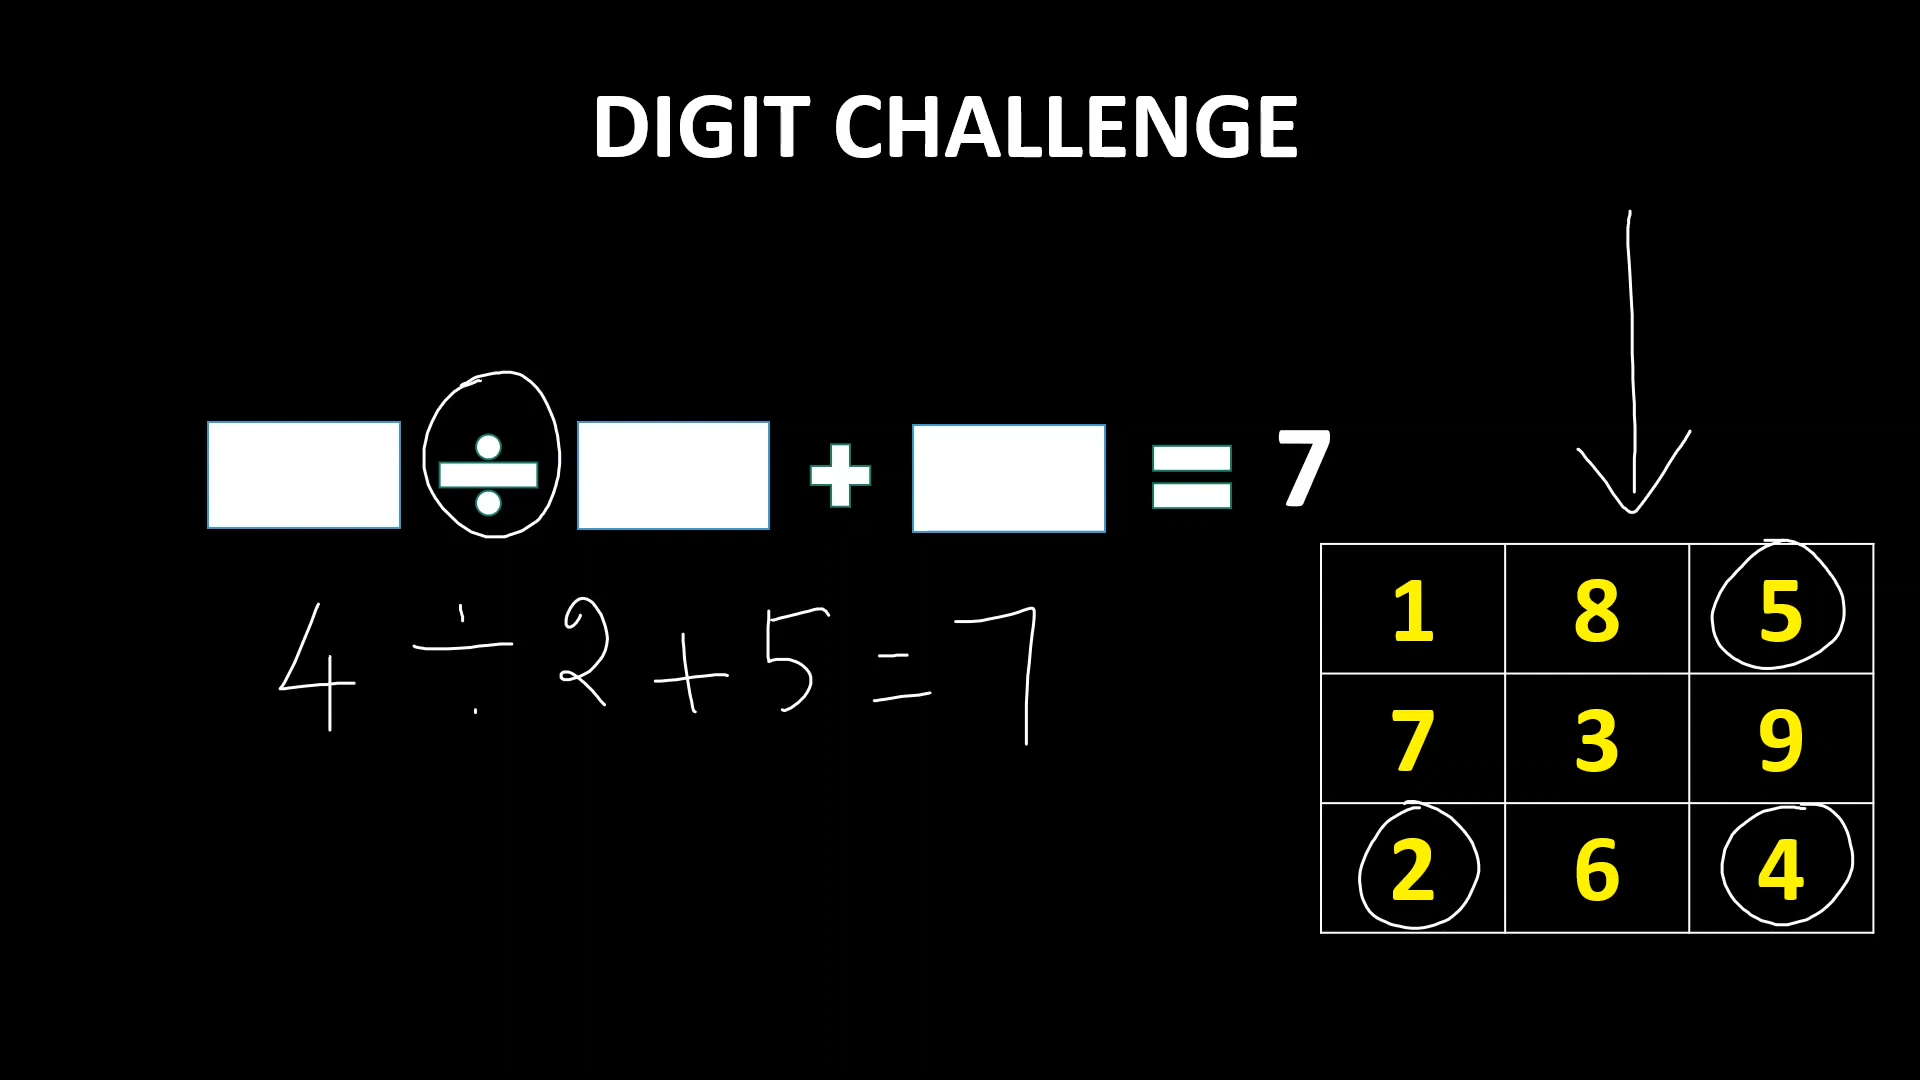 DIGIT CHALLENGE
÷ + = 7
4 ÷ 2 + 5 = 7
1 8 5
7 3 9
2 6 4